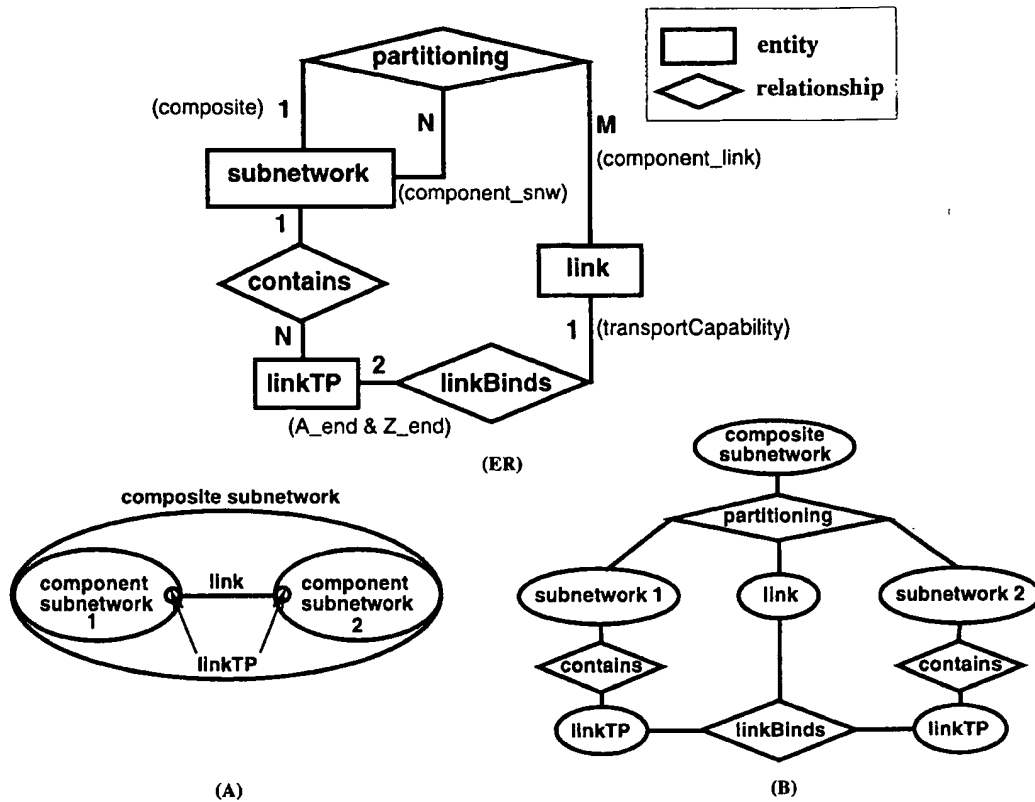 partitioning
entity
relationship
(composite) 1
N
M
(component_link)
subnetwork
(component_snw)
1
contains
link
N
1 (transportCapability)
linkTP
2
linkBinds
(A_end & Z_end)
(ER)
composite subnetwork
component
subnetwork
1
link
component
subnetwork
2
linkTP
(A)
composite
subnetwork
partitioning
subnetwork 1
link
subnetwork 2
contains
contains
linkTP
linkBinds
linkTP
(B)